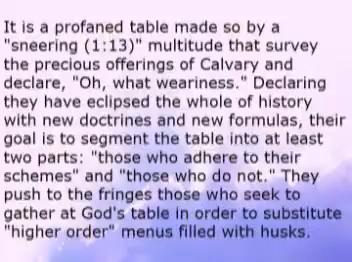 It is a profaned table made so by a
"sneering (1:13)" multitude that survey
the precious offerings of Calvary and
declare, "Oh, what weariness." Declaring
they have eclipsed the whole of history
with new doctrines and new formulas, their
goal is to segment the table into at least
two parts: "those who adhere to their
schemes" and "those who do not." They
push to the fringes those who seek to
gather at God's table in order to substitute
"higher order" menus filled with husks.